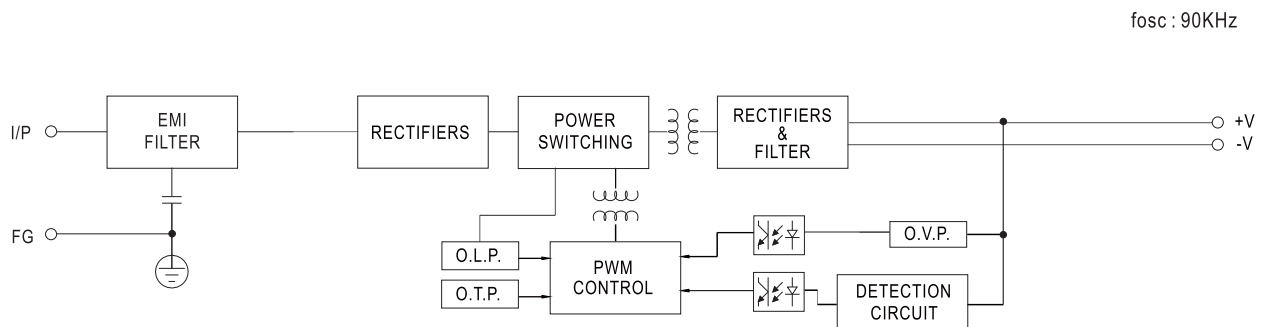 fosc : 90KHz
I/P
EMI
FILTER
RECTIFIERS
POWER
SWITCHING
RECTIFIERS
&
FILTER
+V
-V
FG
O.L.P.
O.T.P.
PWM
CONTROL
O.V.P.
DETECTION
CIRCUIT